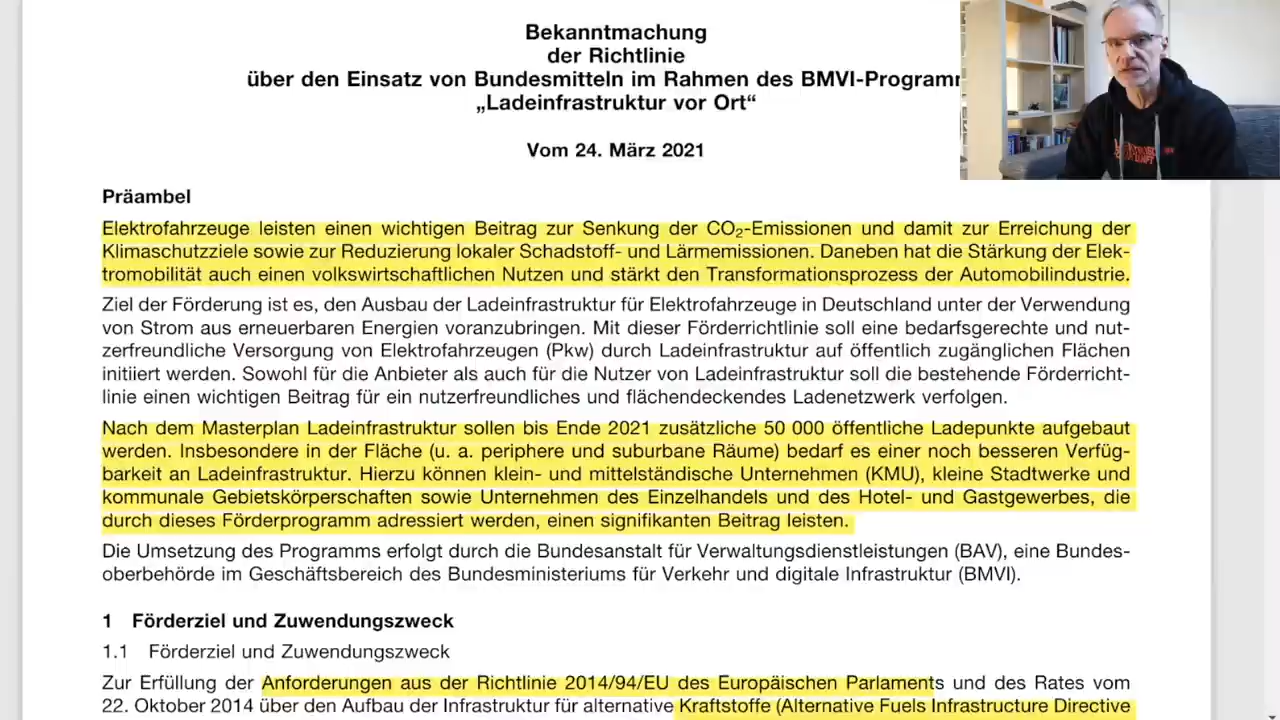 Bekanntmachung
der Richtlinie
über den Einsatz von Bundesmitteln im Rahmen des BMVI-Program
„Ladeinfrastruktur vor Ort“
Vom 24. März 2021
Präambel
Elektrofahrzeuge leisten einen wichtigen Beitrag zur Senkung der CO₂-Emissionen und damit zur Erreichung der
Klimaschutzziele sowie zur Reduzierung lokaler Schadstoff- und Lärmemissionen. Daneben hat die Stärkung der Elek-
tromobilität auch einen volkswirtschaftlichen Nutzen und stärkt den Transformationsprozess der Automobilindustrie.
Ziel der Förderung ist es, den Ausbau der Ladeinfrastruktur für Elektrofahrzeuge in Deutschland unter der Verwendung
von Strom aus erneuerbaren Energien voranzubringen. Mit dieser Förderrichtlinie soll eine bedarfsgerechte und nut-
zerfreundliche Versorgung von Elektrofahrzeugen (Pkw) durch Ladeinfrastruktur auf öffentlich zugänglichen Flächen
initiiert werden. Sowohl für die Anbieter als auch für die Nutzer von Ladeinfrastruktur soll die bestehende Förderricht-
linie einen wichtigen Beitrag für ein nutzerfreundliches und flächendeckendes Ladenetzwerk verfolgen.
Nach dem Masterplan Ladeinfrastruktur sollen bis Ende 2021 zusätzliche 50 000 öffentliche Ladepunkte aufgebaut
werden. Insbesondere in der Fläche (u. a. periphere und suburbane Räume) bedarf es einer noch besseren Verfüg-
barkeit an Ladeinfrastruktur. Hierzu können klein- und mittelständische Unternehmen (KMU), kleine Stadtwerke und
kommunale Gebietskörperschaften sowie Unternehmen des Einzelhandels und des Hotel- und Gastgewerbes, die
durch dieses Förderprogramm adressiert werden, einen signifikanten Beitrag leisten.
Die Umsetzung des Programms erfolgt durch die Bundesanstalt für Verwaltungsdienstleistungen (BAV), eine Bundes-
oberbehörde im Geschäftsbereich des Bundesministeriums für Verkehr und digitale Infrastruktur (BMVI).
1 Förderziel und Zuwendungszweck
1.1 Förderziel und Zuwendungszweck
Zur Erfüllung der Anforderungen aus der Richtlinie 2014/94/EU des Europäischen Parlaments und des Rates vom
22. Oktober 2014 über den Aufbau der Infrastruktur für alternative Kraftstoffe (Alternative Fuels Infrastructure Directive